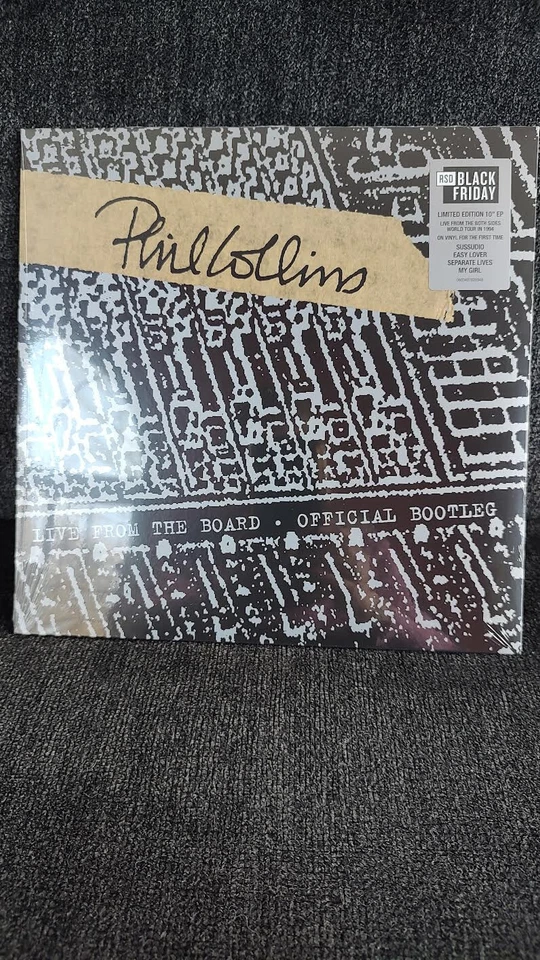 Phil Collins
RSD BLACK
FRIDAY
LIMITED EDITION 10" EP
LIVE FROM THE BOTH SIDES
WORLD TOUR IN 1994
ON VINYL FOR THE FIRST TIME
SUSSUDIO
EASY LOVER
SEPARATE LIVES
MY GIRL
LIVE FROM THE BOARD • OFFICIAL BOOTLEG